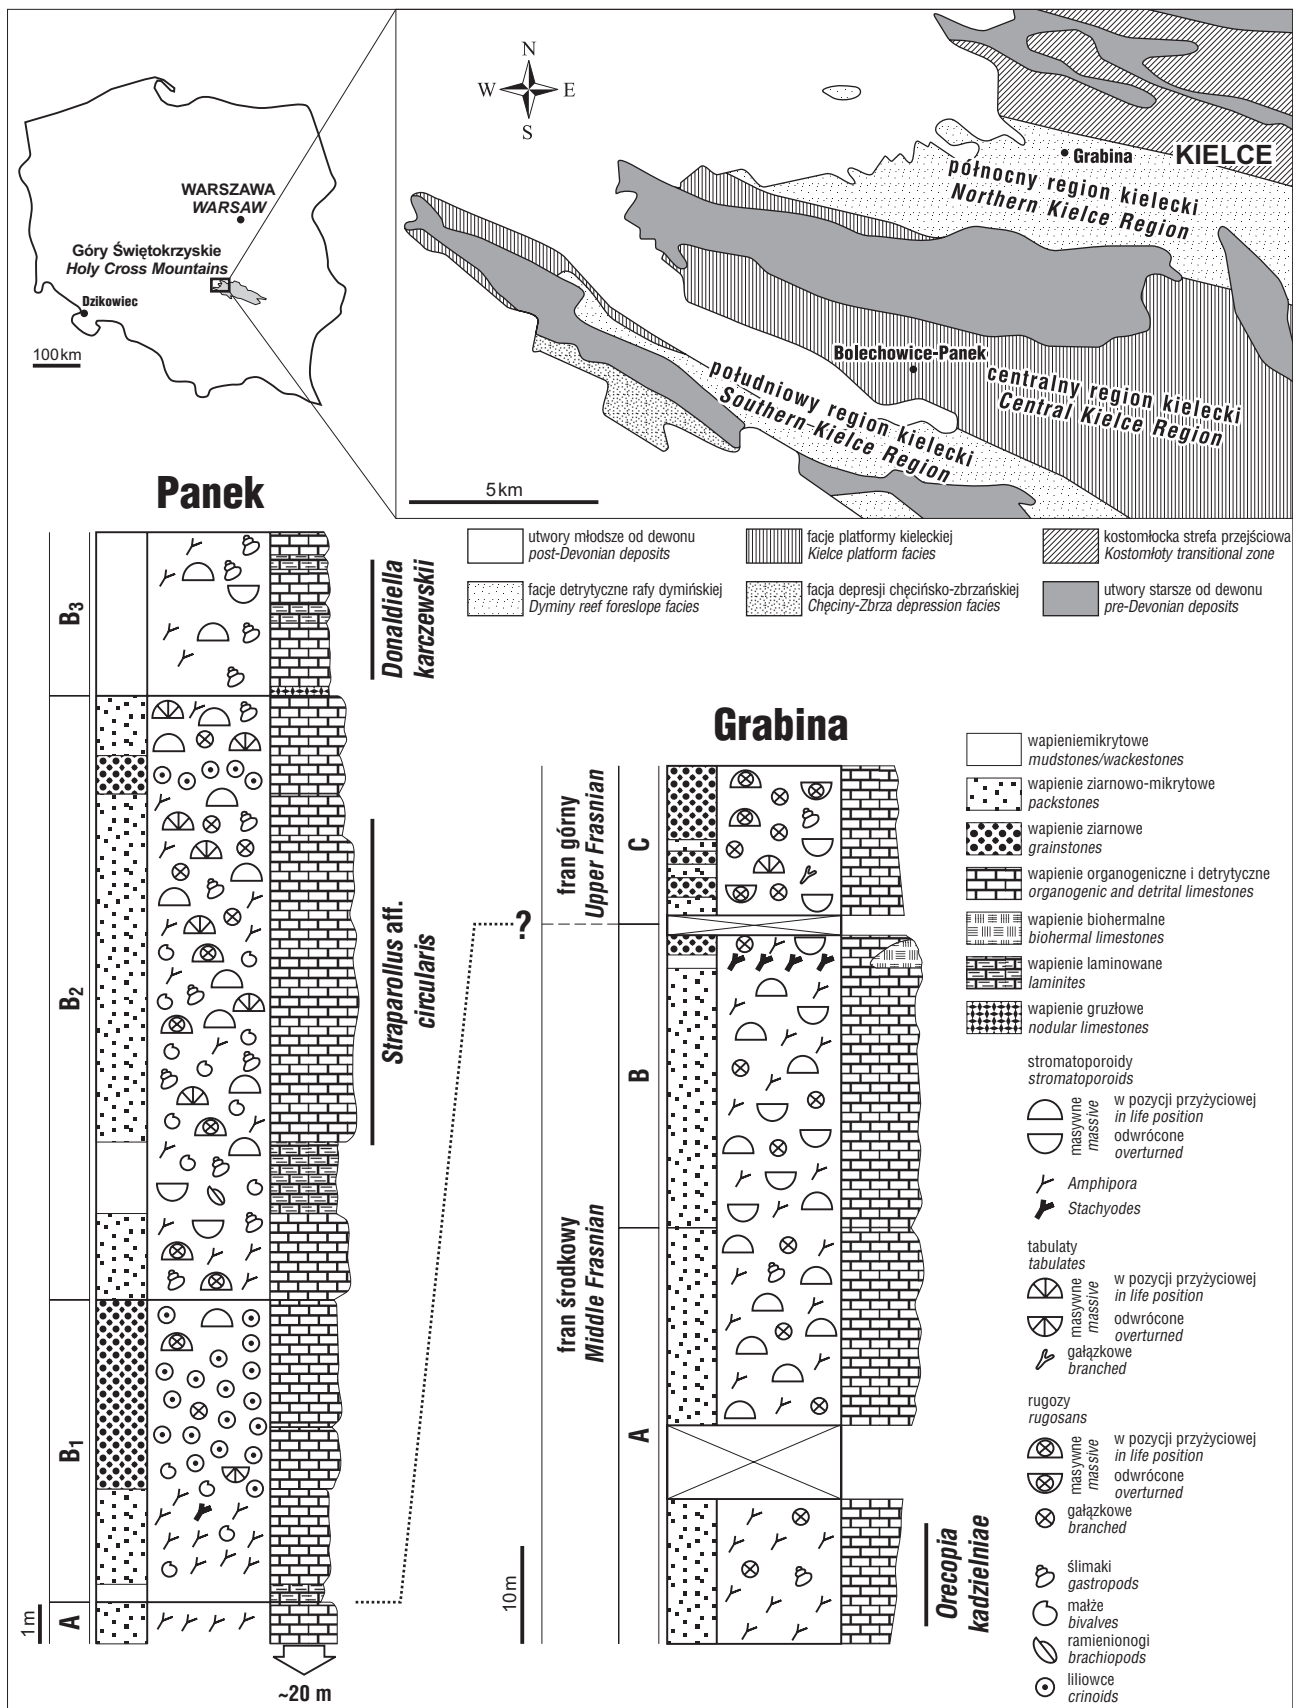 N
W
E
S
WARSZAWA
WARSAW
Góry Świętokrzyskie
Holy Cross Mountains
Dzikowiec
100 km
Grabina
KIELCE
północny region kielecki
Northern Kielce Region
Bolechowice-Panek
centralny region kielecki
Central Kielce Region
południowy region kielecki
Southern Kielce Region
5 km
utwory młodsze od dewonu
post-Devonian deposits
facje platformy kieleckiej
Kielce platform facies
kostomłocka strefa przejściowa
Kostomłoty transitional zone
facje detrytyczne rafy dymińskiej
Dyminy reef foreslope facies
facja depresji chęcińsko-zbrzańskiej
Chęciny-Zbrza depression facies
utwory starsze od dewonu
pre-Devonian deposits
Panek
B3
B2
B1
A
1 m
~20 m
Donaldiella
karczewskii
Straparollus aff.
circularis
?
Grabina
fran górny
Upper Frasnian
fran środkowy
Middle Frasnian
C
B
A
10 m
Orecopia
kadzielniae
wapieniemikrytowe
mudstones/wackestones
wapienie ziarnowo-mikrytowe
packstones
wapienie ziarnowe
grainstones
wapienie organogeniczne i detrytyczne
organogenic and detrital limestones
wapienie biohermalne
biohermal limestones
wapienie laminowane
laminites
wapienie gruzłowe
nodular limestones
stromatoporoidy
stromatoporoids
masywne
massive
w pozycji przyżyciowej
in life position
odwrócone
overturned
Amphipora
Stachyodes
tabulaty
tabulates
masywne
massive
w pozycji przyżyciowej
in life position
odwrócone
overturned
gałązkowe
branched
rugozy
rugosans
masywne
massive
w pozycji przyżyciowej
in life position
odwrócone
overturned
gałązkowe
branched
ślimaki
gastropods
małże
bivalves
ramienionogi
brachiopods
liliowce
crinoids